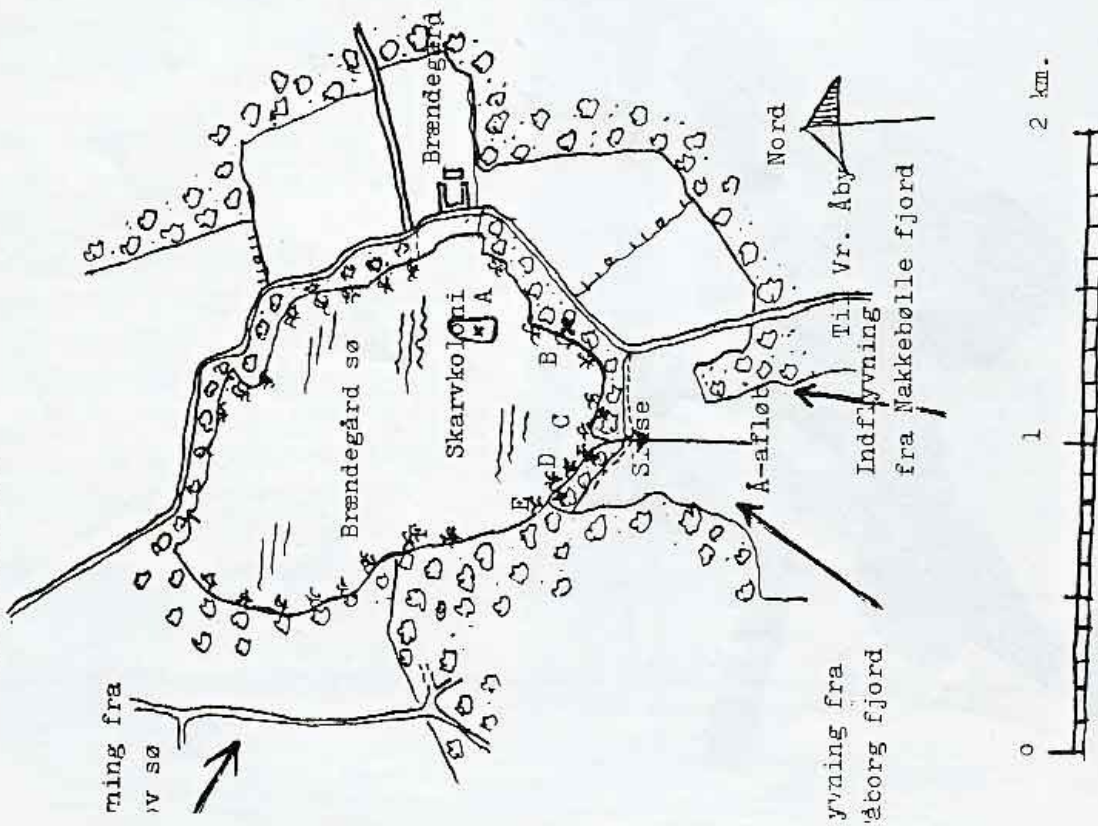 ning fra
v sø
Brændegård
Brændegård sø
Skarvkoloni
A
B
C
D
E
Nord
Å-afløb
Til Vr. Åby
Indflyvning
fra Nakkebølle fjord
yvning fra
åborg fjord
0 1 2 km.